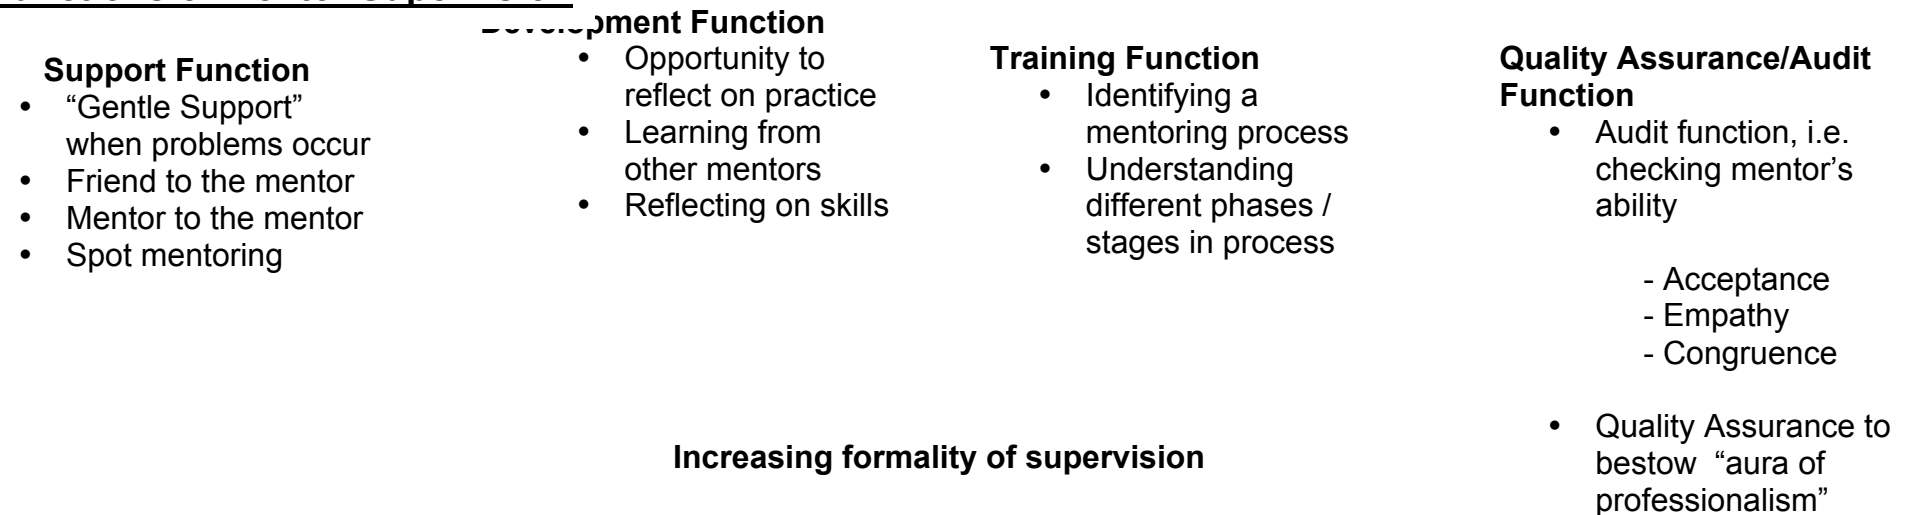 Support Function
• “Gentle Support”
when problems occur
• Friend to the mentor
• Mentor to the mentor
• Spot mentoring
Development Function
• Opportunity to
reflect on practice
• Learning from
other mentors
• Reflecting on skills
Training Function
• Identifying a
mentoring process
• Understanding
different phases /
stages in process
Quality Assurance/Audit
Function
• Audit function, i.e.
checking mentor’s
ability
- Acceptance
- Empathy
- Congruence
• Quality Assurance to
bestow “aura of
professionalism”
Increasing formality of supervision